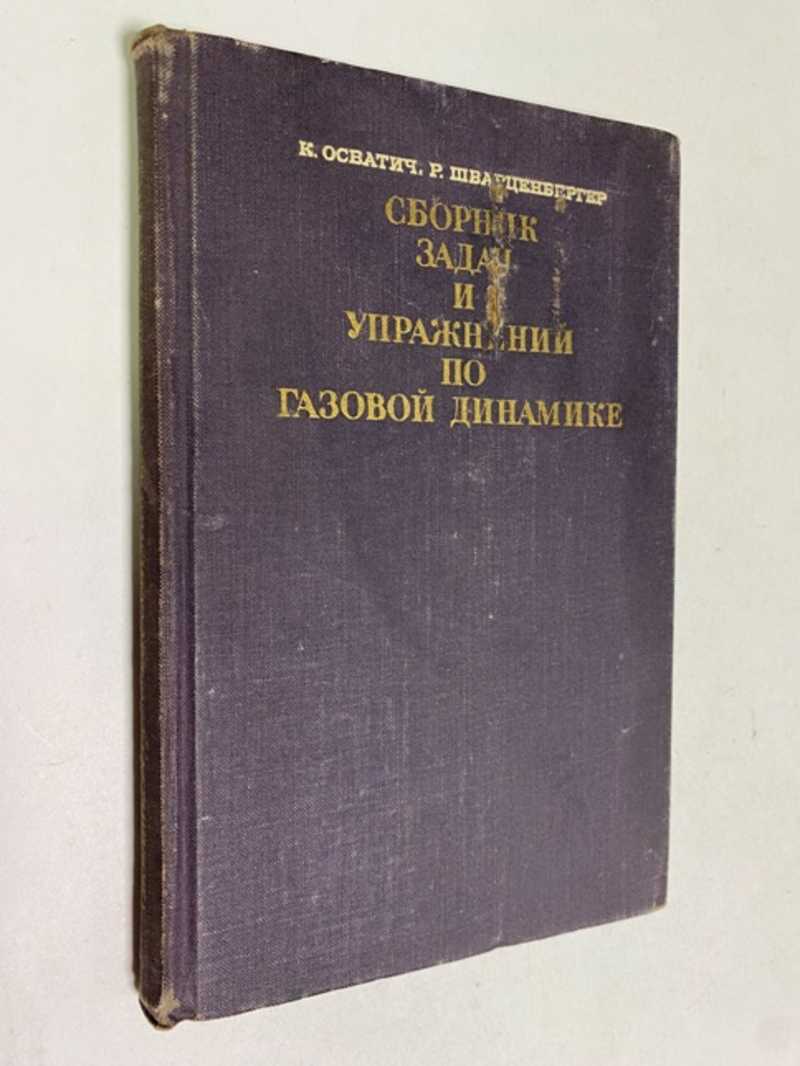 К. ОСВАТИЧ, Р. ШВАРЦЕНБЕРГЕР
СБОРНИК
ЗАДАЧ
И
УПРАЖНЕНИЙ
ПО
ГАЗОВОЙ ДИНАМИКЕ